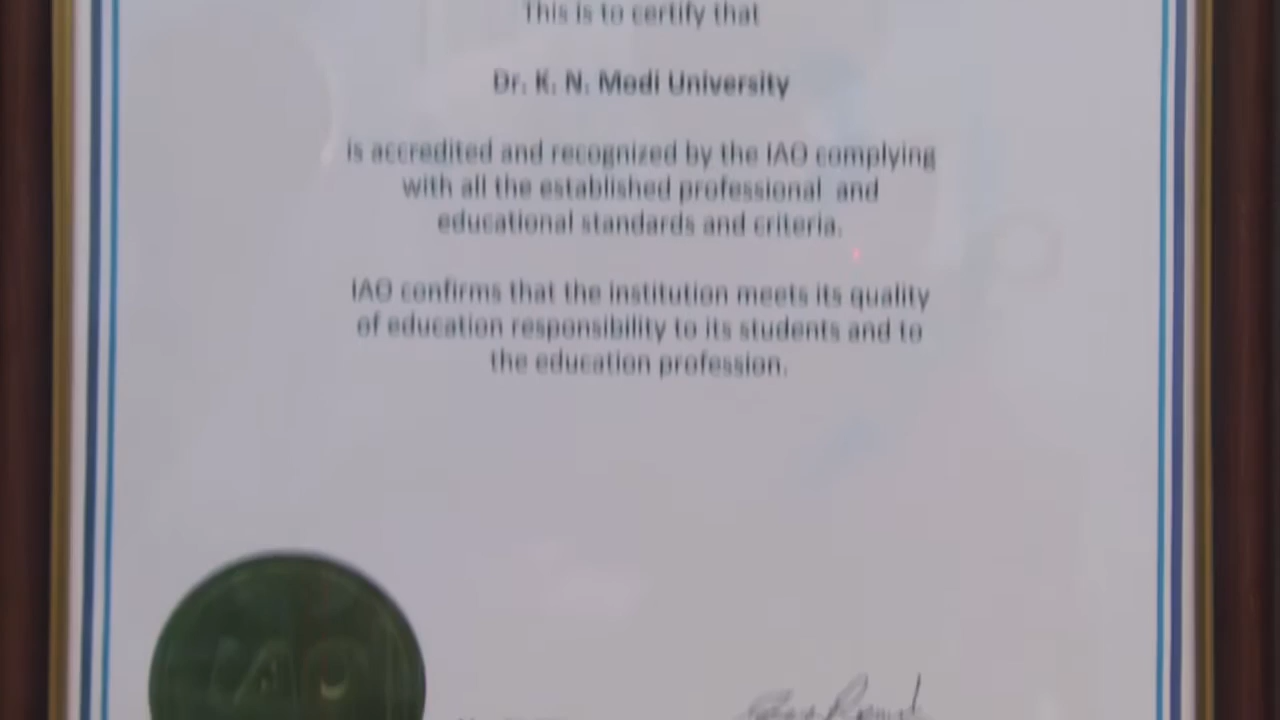 This is to certify that
Dr. K. N. Modi University
is accredited and recognized by the IAO complying
with all the established professional and
educational standards and criteria.
IAO confirms that the institution meets its quality
of education responsibility to its students and to
the education profession.
IAO